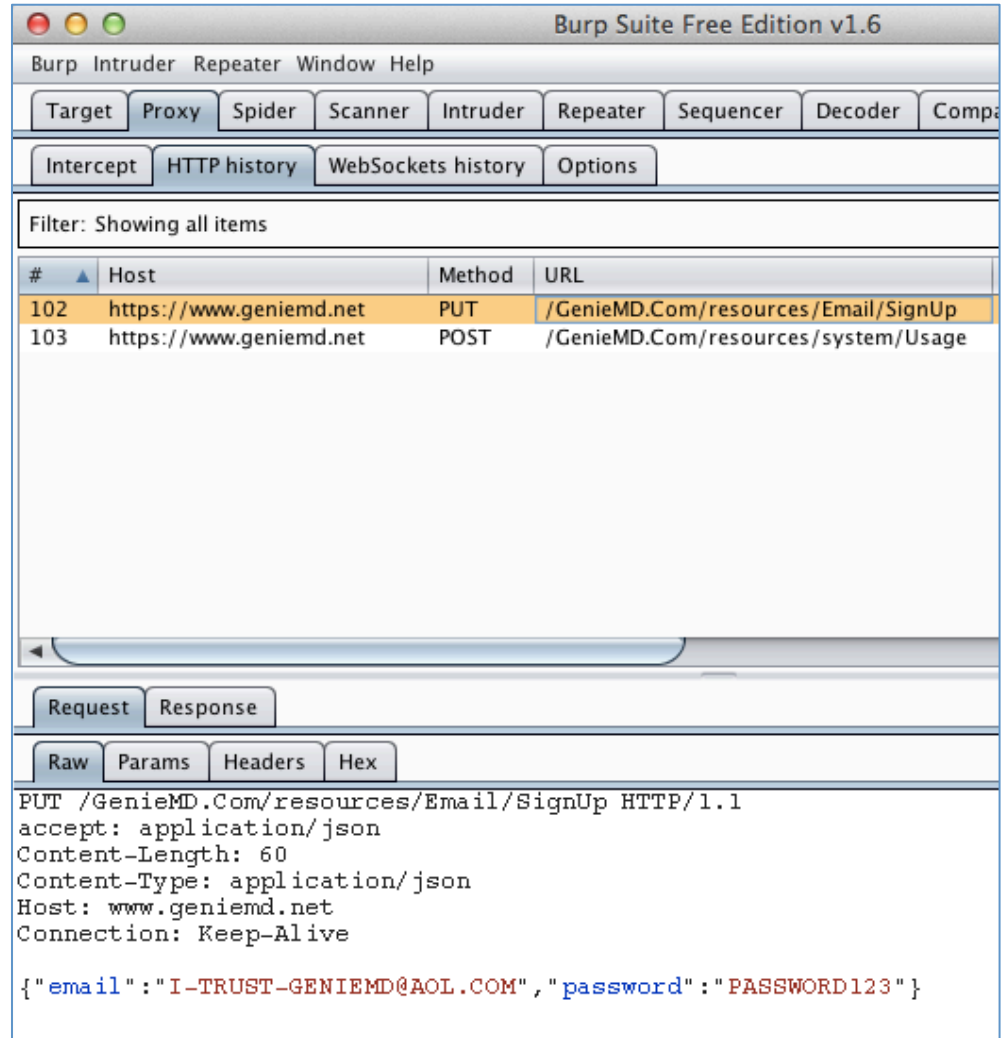 Burp Suite Free Edition v1.6
Burp Intruder Repeater Window Help
Target Proxy Spider Scanner Intruder Repeater Sequencer Decoder Compa
Intercept HTTP history WebSockets history Options
Filter: Showing all items
# Host Method URL
102 https://www.geniemd.net PUT /GenieMD.Com/resources/Email/SignUp
103 https://www.geniemd.net POST /GenieMD.Com/resources/system/Usage
Request Response
Raw Params Headers Hex
PUT /GenieMD.Com/resources/Email/SignUp HTTP/1.1
accept: application/json
Content-Length: 60
Content-Type: application/json
Host: www.geniemd.net
Connection: Keep-Alive
{"email":"I-TRUST-GENIEMD@AOL.COM","password":"PASSWORD123"}